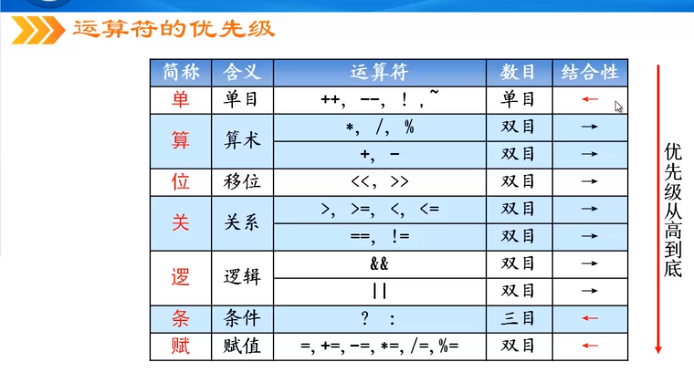 运算符的优先级
简称 含义 运算符 数目 结合性
单 单目 ++, --, ! ,~ 单目 ←
算 算术 *, /, % 双目 →
+, - 双目 →
位 移位 <<, >> 双目 →
关 关系 >, >=, <, <= 双目 →
==, != 双目 →
逻 逻辑 && 双目 →
|| 双目 →
条 条件 ? : 三目 ←
赋 赋值 =,+=,-=,*=,/=,%= 双目 ←
优先级从高到底